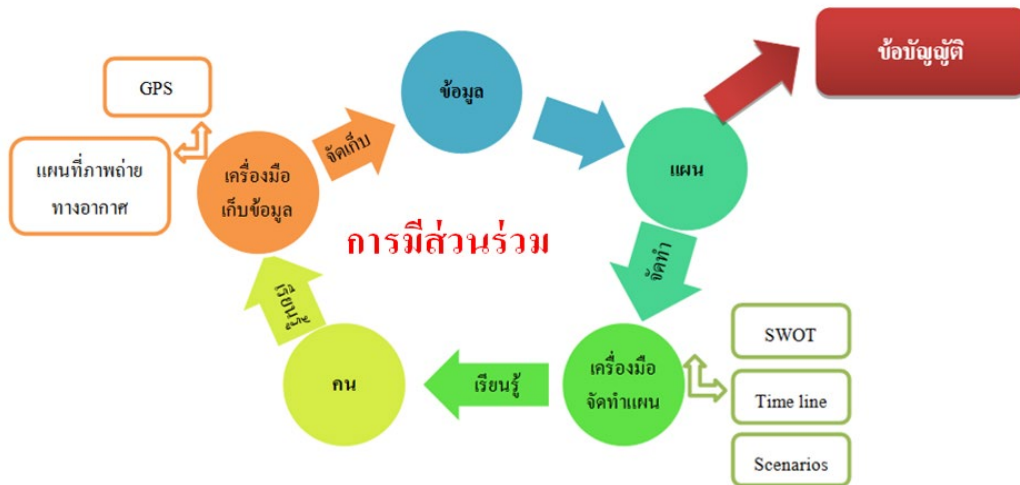 ข้อบัญญัติ
GPS
แผนที่ภาพถ่าย
ทางอากาศ
เครื่องมือ
เก็บข้อมูล
จัดเก็บ
ข้อมูล
แผน
การมีส่วนร่วม
จัดทำ
เรียนรู้
คน
เรียนรู้
เครื่องมือ
จัดทำแผน
SWOT
Time line
Scenarios